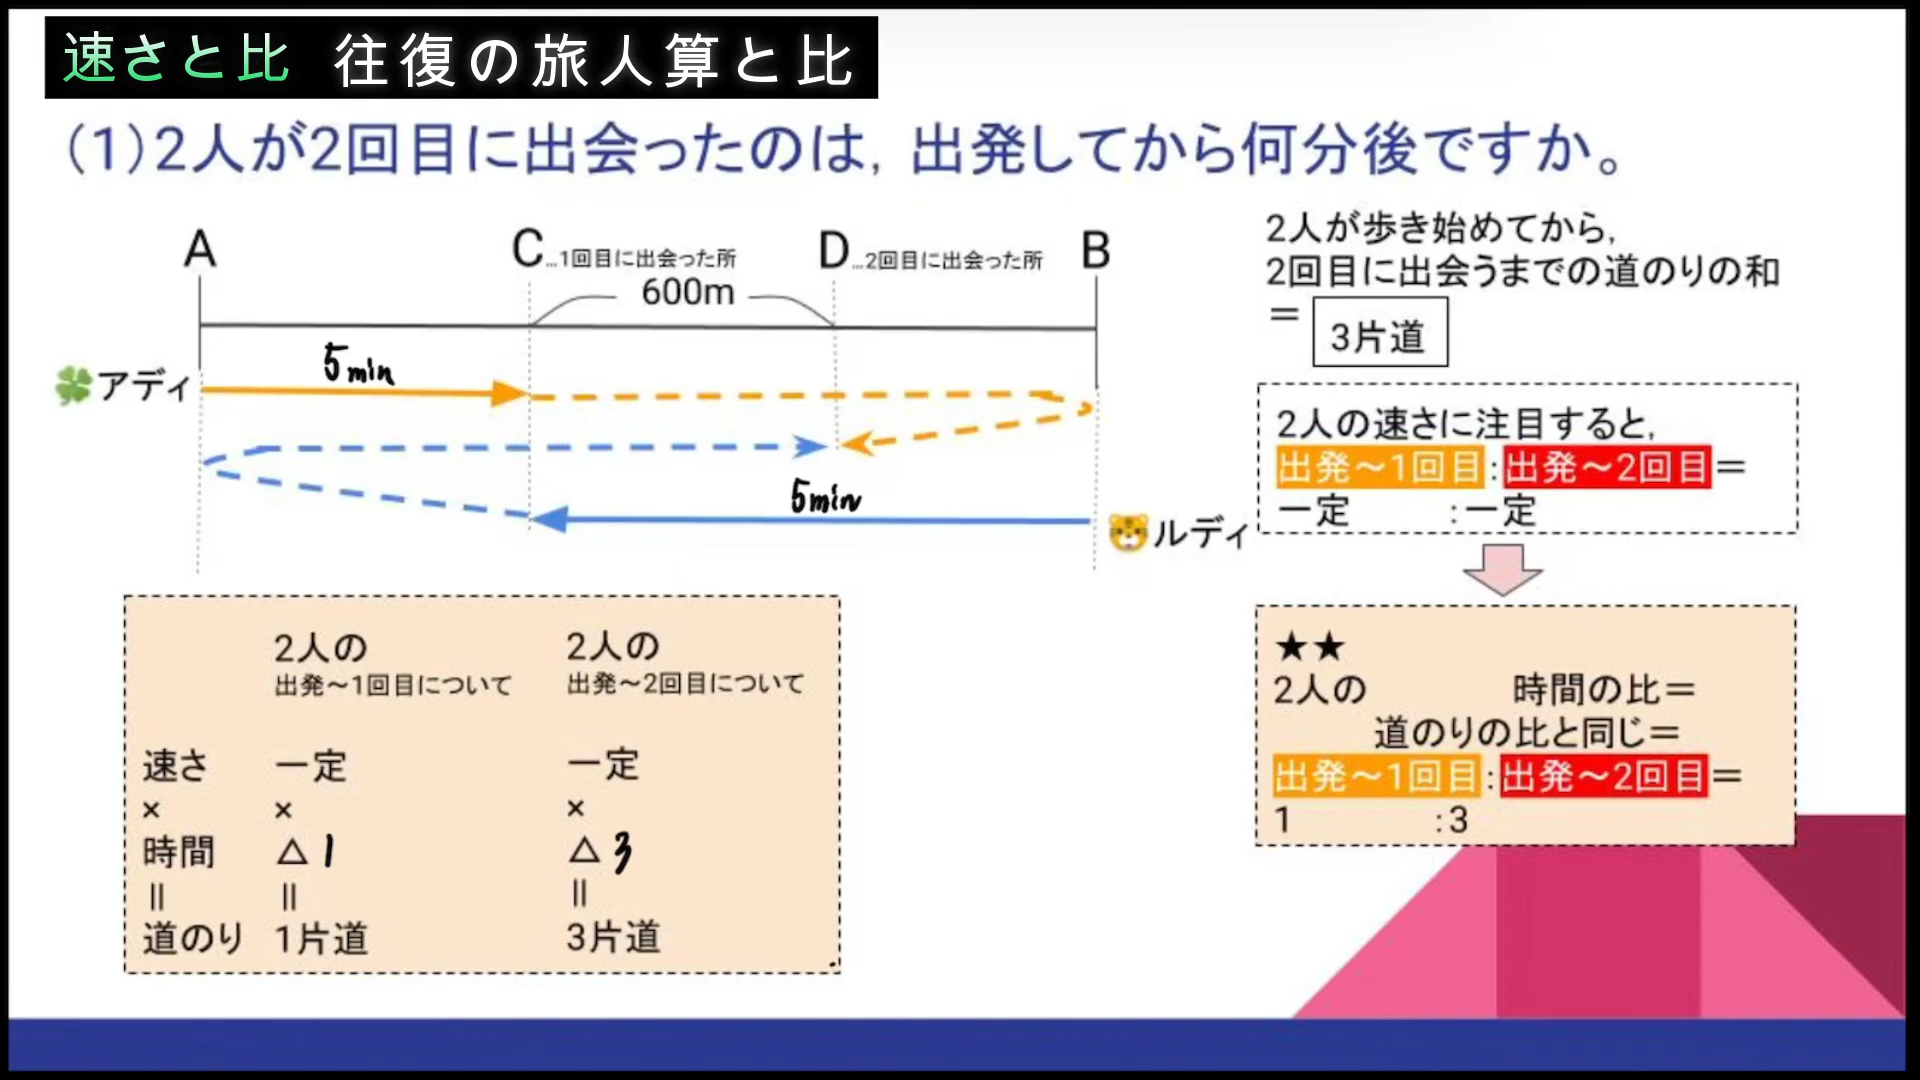 速さと比 往復の旅人算と比
(1)2人が2回目に出会ったのは，出発してから何分後ですか。
A C…1回目に出会った所 D…2回目に出会った所 B
600m
アディ 5min
5min ルディ
2人が歩き始めてから，
2回目に出会うまでの道のりの和
＝ 3片道
2人の速さに注目すると，
出発～1回目:出発～2回目＝
一定 :一定
★★
2人の 時間の比＝
道のりの比と同じ＝
出発～1回目:出発～2回目＝
1 :3
2人の 2人の
出発～1回目について 出発～2回目について
速さ 一定 一定
× × ×
時間 △1 △3
|| || ||
道のり 1片道 3片道